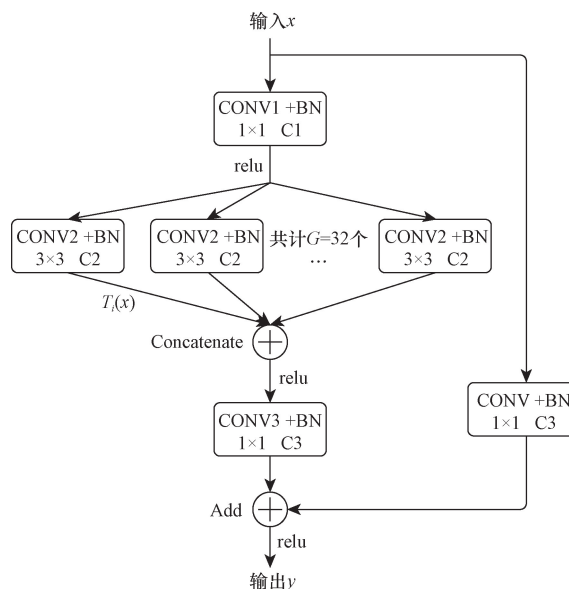 输入x
CONV1 +BN
1×1 C1
relu
CONV2 +BN
3×3 C2
CONV2 +BN
3×3 C2
共计G=32个
...
CONV2 +BN
3×3 C2
Tᵢ(x)
Concatenate
relu
CONV3 +BN
1×1 C3
CONV +BN
1×1 C3
Add
relu
输出y